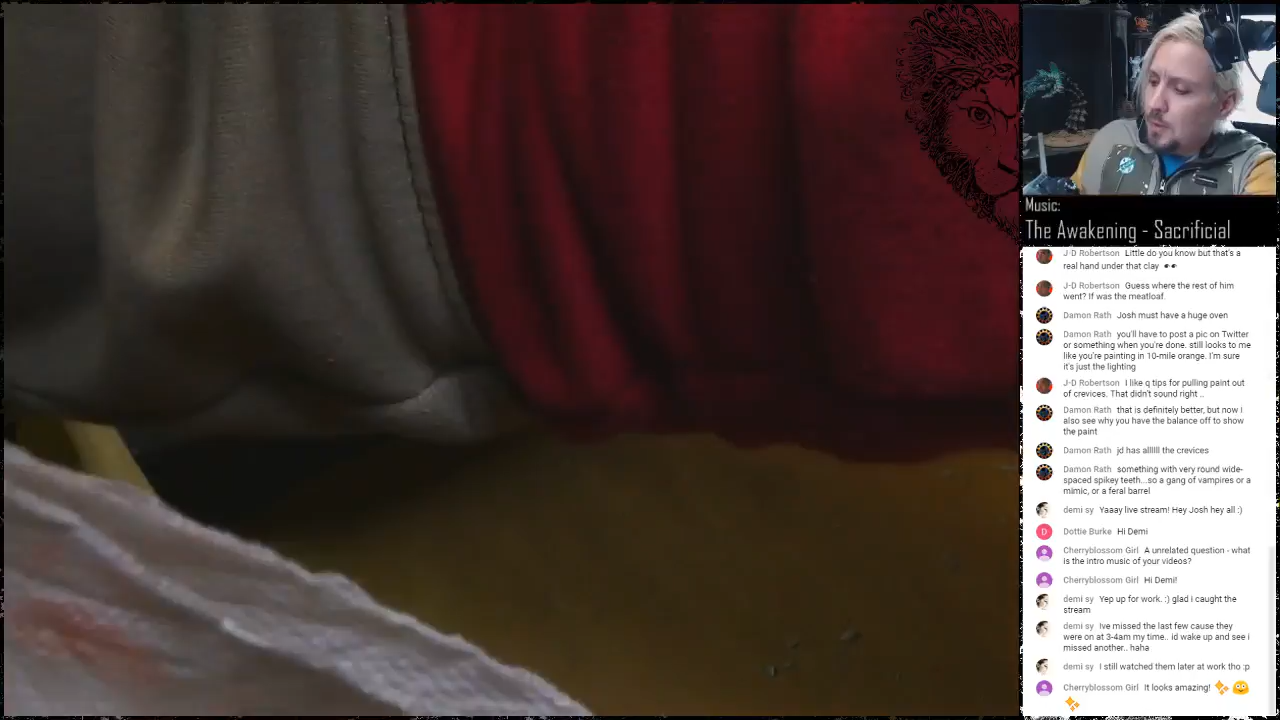 Music:
The Awakening - Sacrificial
J-D Robertson Little do you know but that's a
real hand under that clay
J-D Robertson Guess where the rest of him
went? If was the meatloaf.
Damon Rath Josh must have a huge oven
Damon Rath you'll have to post a pic on Twitter
or something when you're done. still looks to me
like you're painting in 10-mile orange. I'm sure
it's just the lighting
J-D Robertson I like q tips for pulling paint out
of crevices. That didn't sound right ..
Damon Rath that is definitely better, but now i
also see why you have the balance off to show
the paint
Damon Rath jd has allllll the crevices
Damon Rath something with very round wide-
spaced spikey teeth...so a gang of vampires or a
mimic, or a feral barrel
demi sy Yaaay live stream! Hey Josh hey all :)
D
Dottie Burke Hi Demi
Cherryblossom Girl A unrelated question - what
is the intro music of your videos?
Cherryblossom Girl Hi Demi!
demi sy Yep up for work. :) glad i caught the
stream
demi sy Ive missed the last few cause they
were on at 3-4am my time.. id wake up and see i
missed another.. haha
demi sy I still watched them later at work tho :p
Cherryblossom Girl It looks amazing! ✨ 🙂
✨